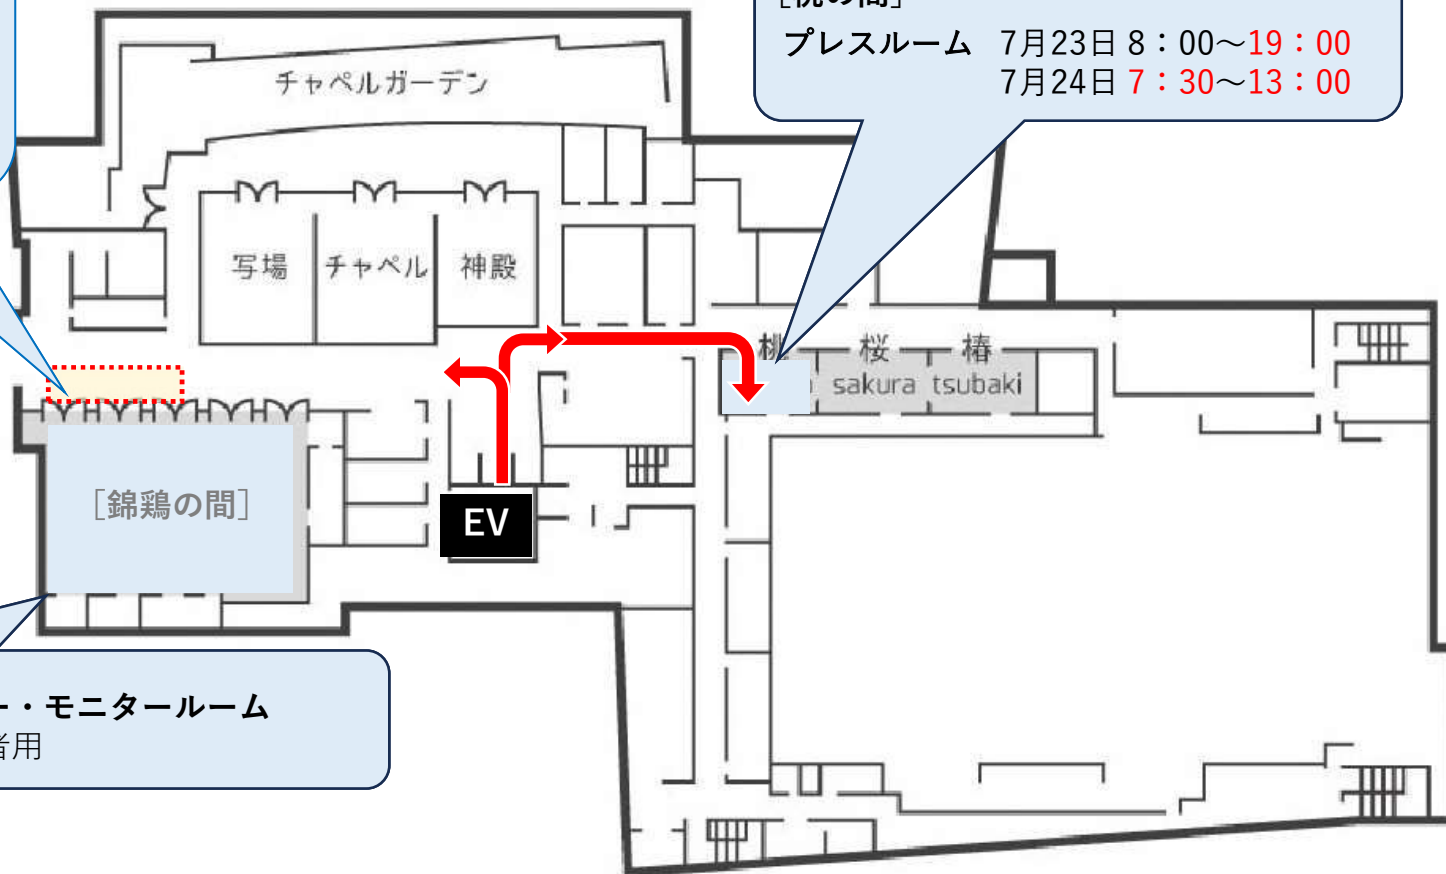 プレスルーム 7月23日 8：00～19：00
7月24日 7：30～13：00
チャペルガーデン
写場 チャペル 神殿
桃 桜 椿
sakura tsubaki
［錦鶏の間］
EV
・モニタールーム
者用